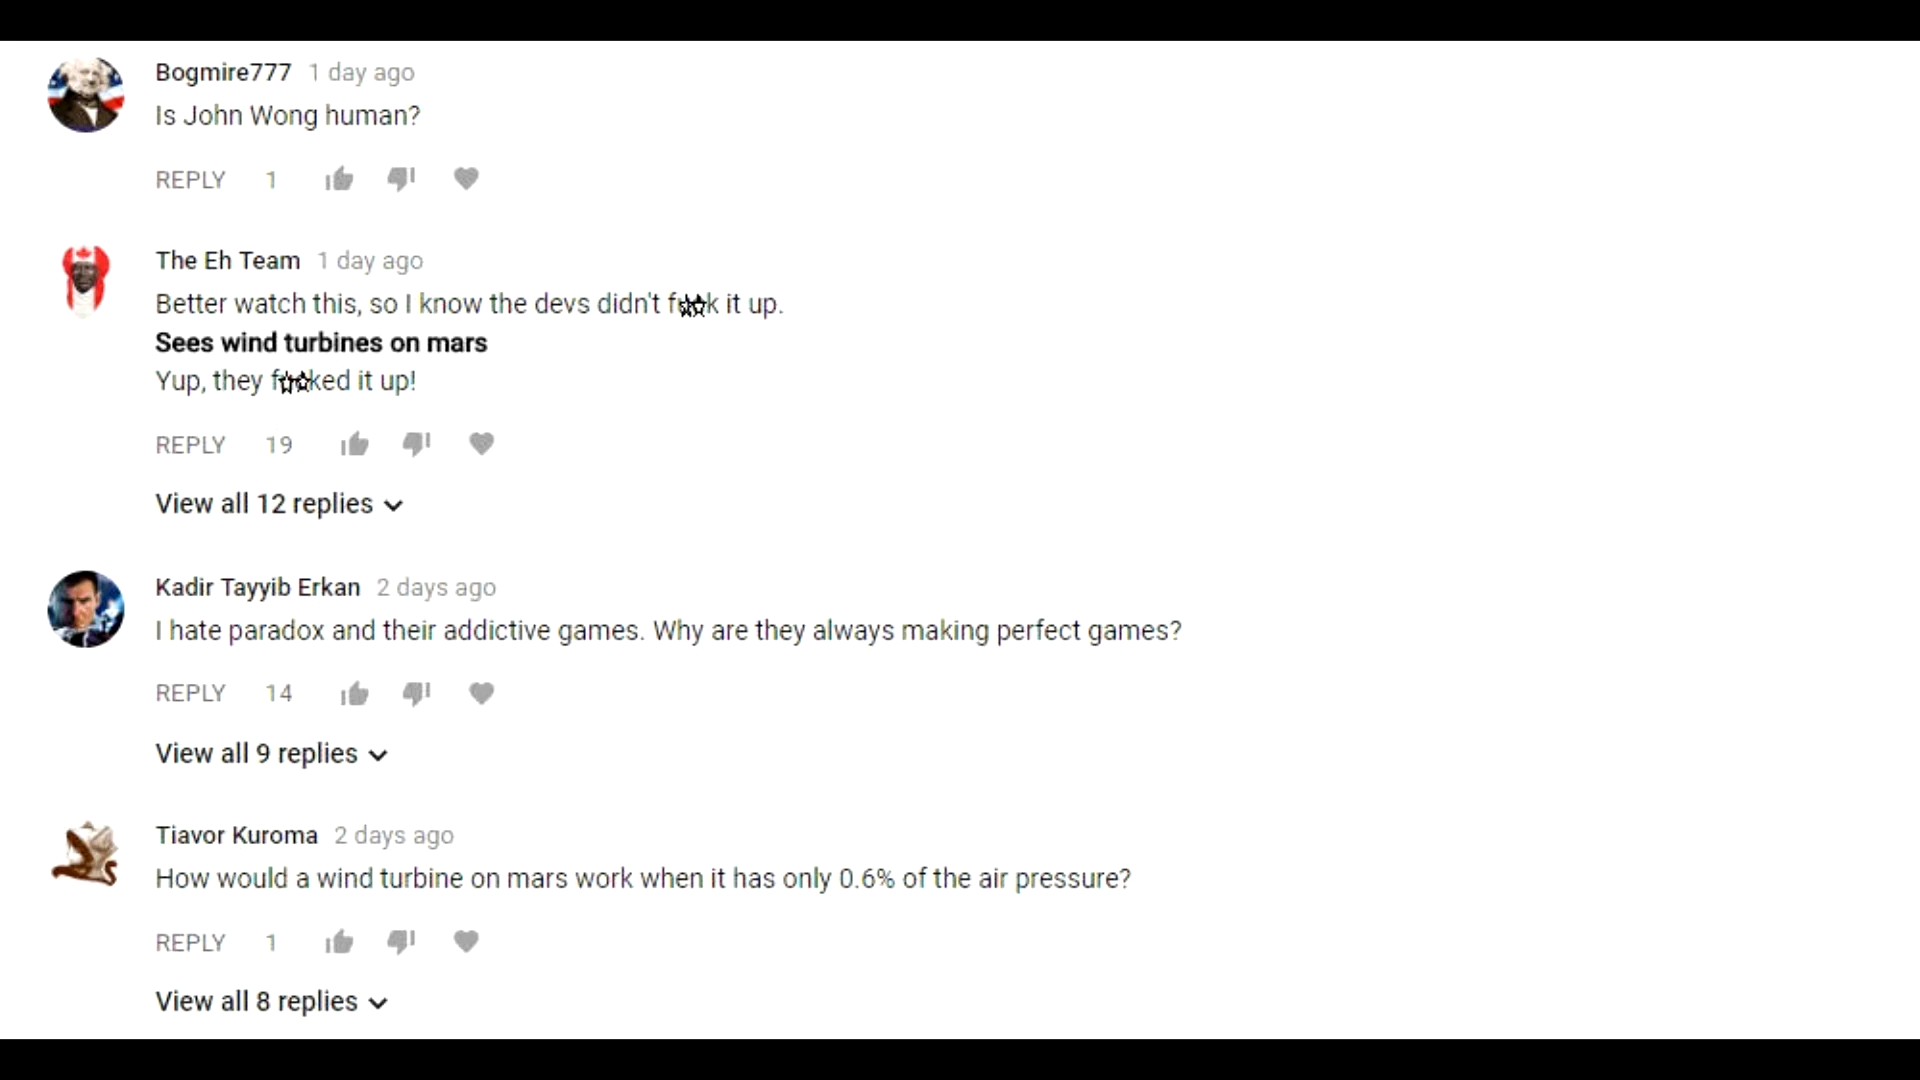 Bogmire777 1 day ago
Is John Wong human?
REPLY 1
The Eh Team 1 day ago
Better watch this, so I know the devs didn't f☆☆k it up.
Sees wind turbines on mars
Yup, they f☆☆ked it up!
REPLY 19
View all 12 replies
Kadir Tayyib Erkan 2 days ago
I hate paradox and their addictive games. Why are they always making perfect games?
REPLY 14
View all 9 replies
Tiavor Kuroma 2 days ago
How would a wind turbine on mars work when it has only 0.6% of the air pressure?
REPLY 1
View all 8 replies